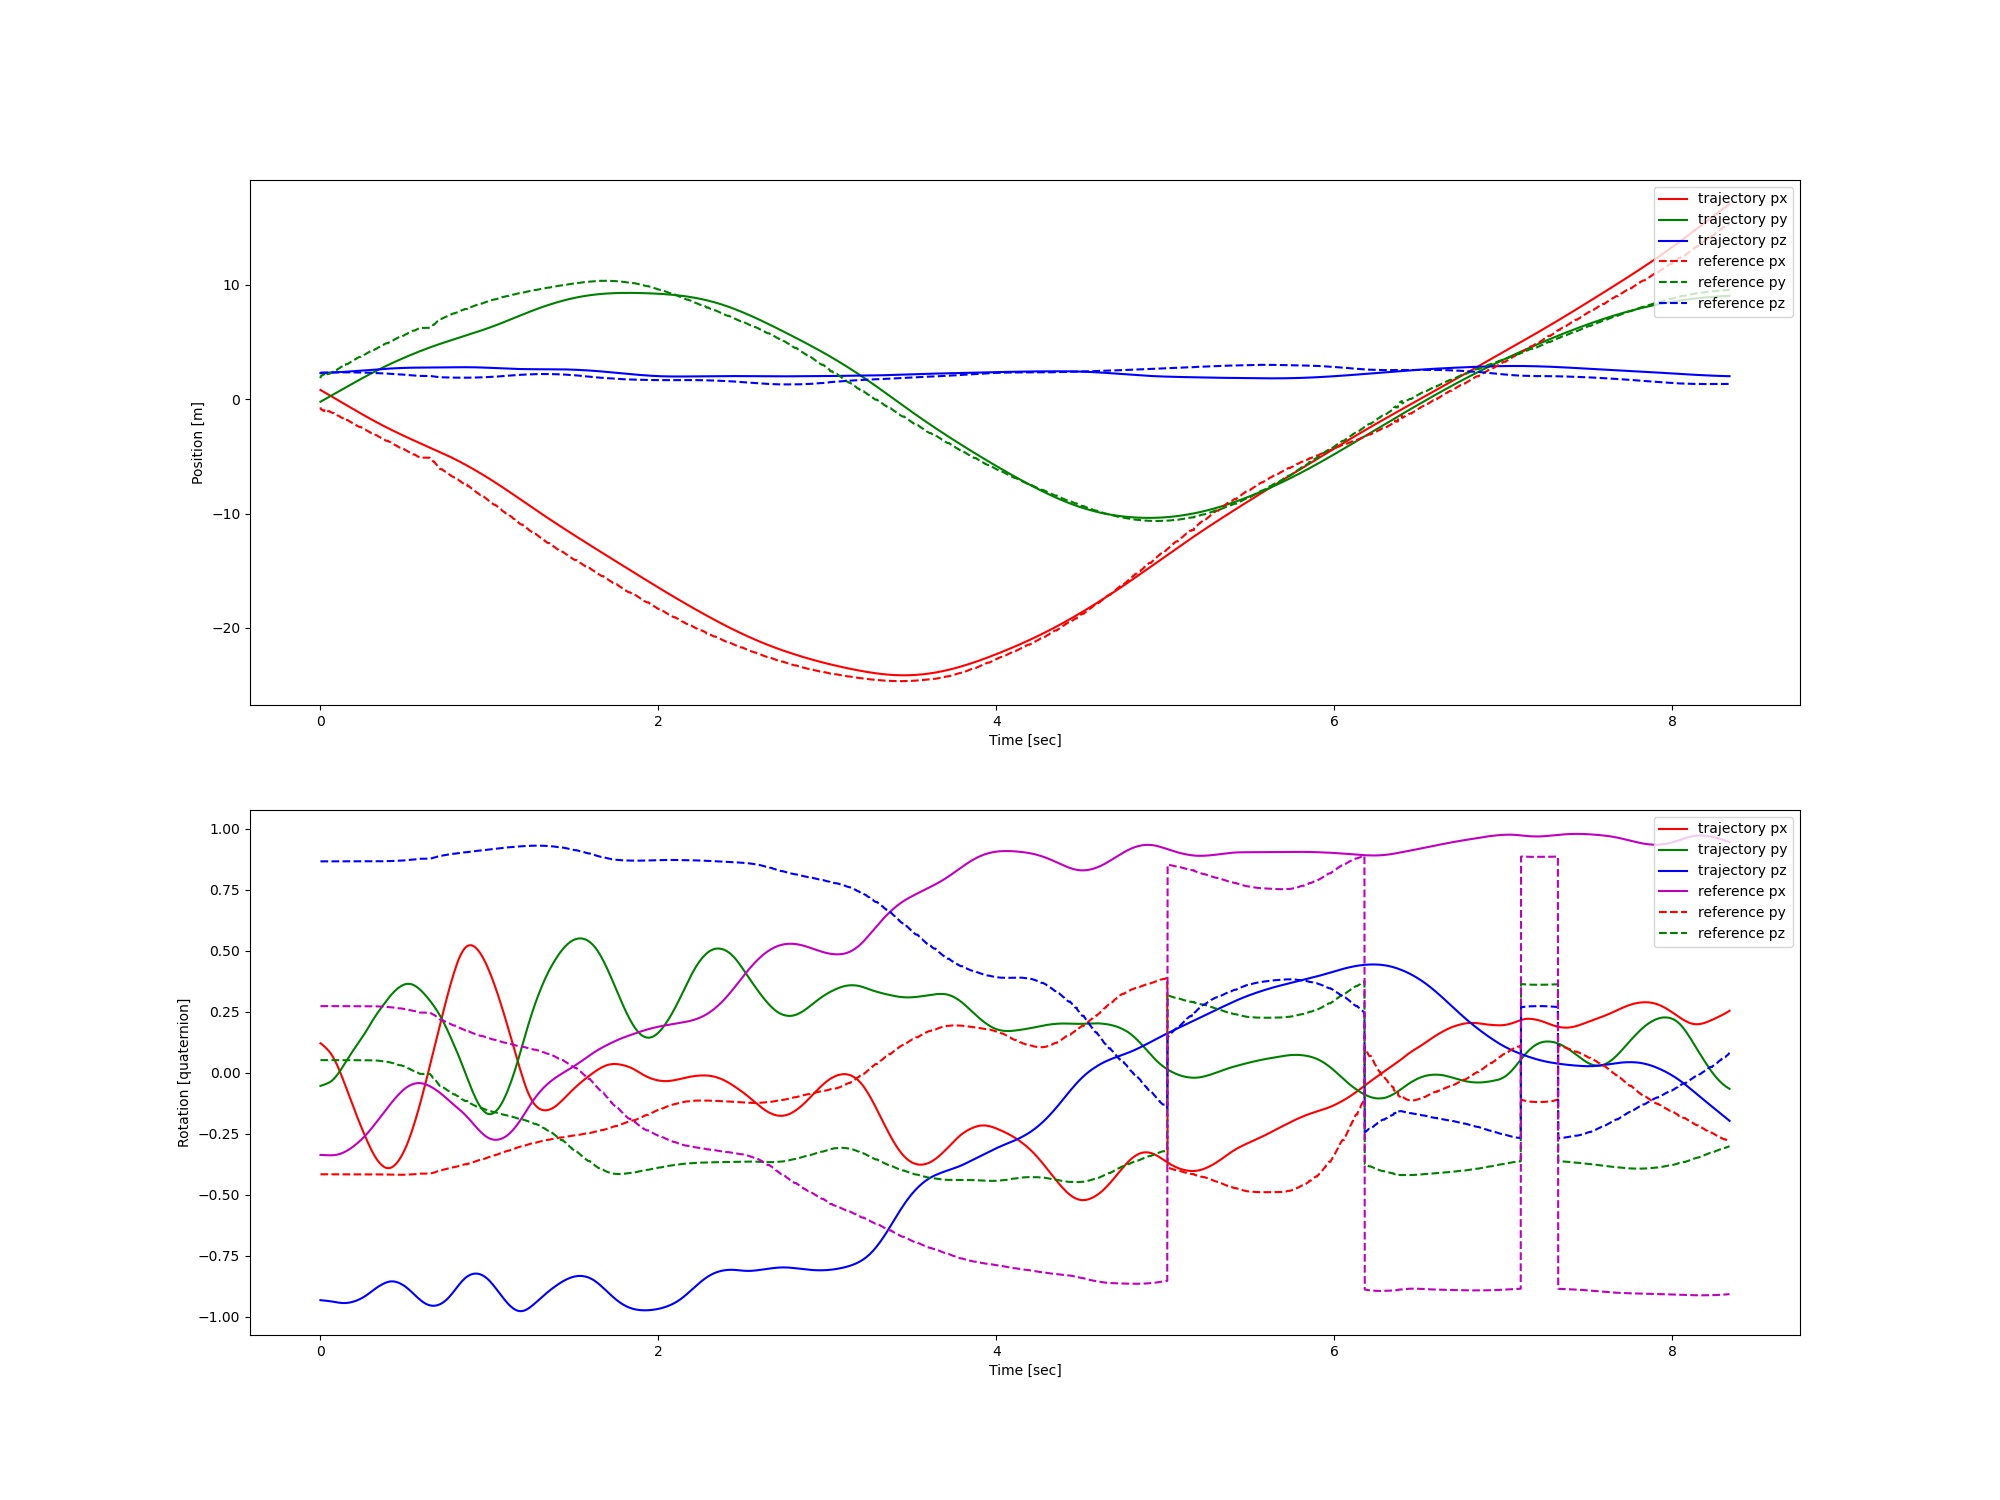 trajectory px
trajectory py
trajectory pz
reference px
reference py
reference pz
10
0
−10
−20
Position [m]
0 2 4 6 8
Time [sec]
trajectory px
trajectory py
trajectory pz
reference px
reference py
reference pz
1.00
0.75
0.50
0.25
0.00
−0.25
−0.50
−0.75
−1.00
Rotation [quaternion]
0 2 4 6 8
Time [sec]